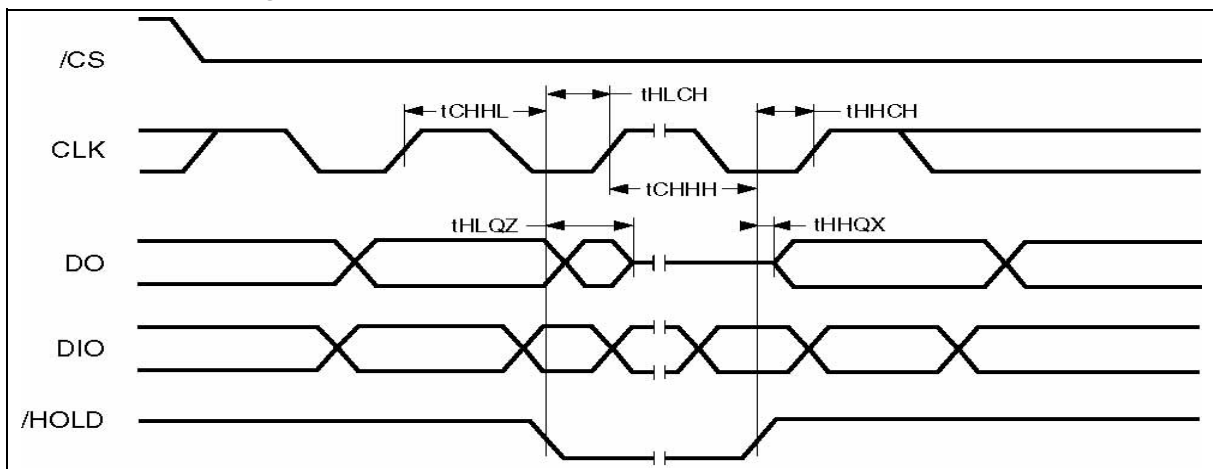 /CS
tHLCH
tCHHL
tHHCH
CLK
tCHHH
tHLQZ
tHHQX
DO
DIO
/HOLD